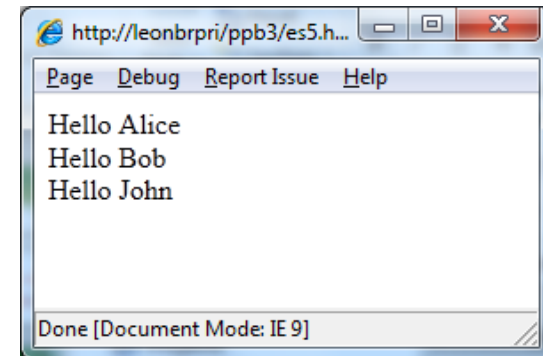 http://leonbrpri/ppb3/es5.h...
Page Debug Report Issue Help
Hello Alice
Hello Bob
Hello John
Done [Document Mode: IE 9]